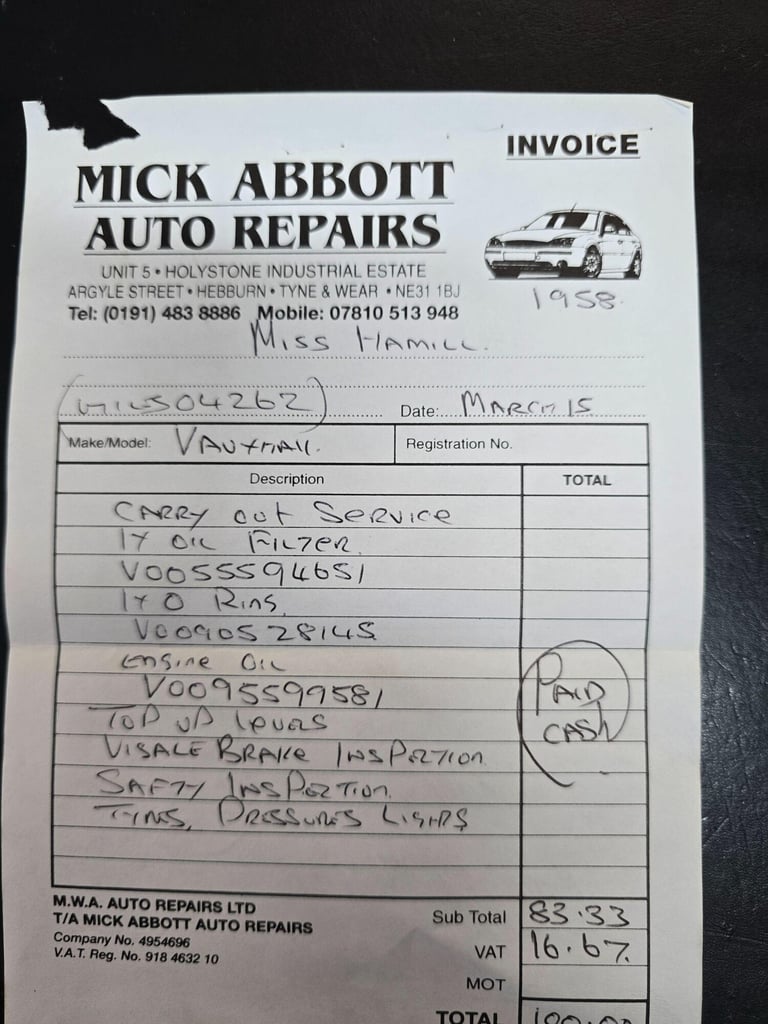 INVOICE
MICK ABBOTT
AUTO REPAIRS
UNIT 5 • HOLYSTONE INDUSTRIAL ESTATE
ARGYLE STREET • HEBBURN • TYNE & WEAR • NE31 1BJ
Tel: (0191) 483 8886 Mobile: 07810 513 948
1958
MISS HAMILL.
(MILES 04262)
Date: MARCH 15
Make/Model: VAUXHALL.
Registration No.
Description TOTAL
CARRY OUT SERVICE
1X OIL FILTER
V0055594651
1X O RING
V0090528145
ENGINE OIL
V0095599581
TOP UP LEVELS
VISALE BRAKE INSPECTION
SAFTY INSPECTION
TYRES, PRESSURES LIGHTS
PAID
CASH
M.W.A. AUTO REPAIRS LTD
T/A MICK ABBOTT AUTO REPAIRS
Company No. 4954696
V.A.T. Reg. No. 918 4632 10
Sub Total 83.33
VAT 16.67.
MOT
TOTAL 100.00